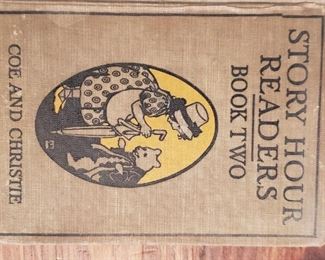 STORY HOUR
READERS
BOOK TWO
COE AND CHRISTIE